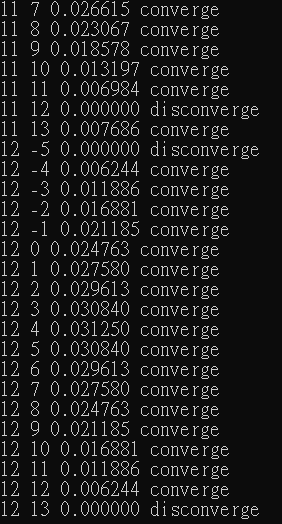 11 7 0.026615 converge
11 8 0.023067 converge
11 9 0.018578 converge
11 10 0.013197 converge
11 11 0.006984 converge
11 12 0.000000 disconverge
11 13 0.007686 converge
12 -5 0.000000 disconverge
12 -4 0.006244 converge
12 -3 0.011886 converge
12 -2 0.016881 converge
12 -1 0.021185 converge
12 0 0.024763 converge
12 1 0.027580 converge
12 2 0.029613 converge
12 3 0.030840 converge
12 4 0.031250 converge
12 5 0.030840 converge
12 6 0.029613 converge
12 7 0.027580 converge
12 8 0.024763 converge
12 9 0.021185 converge
12 10 0.016881 converge
12 11 0.011886 converge
12 12 0.006244 converge
12 13 0.000000 disconverge